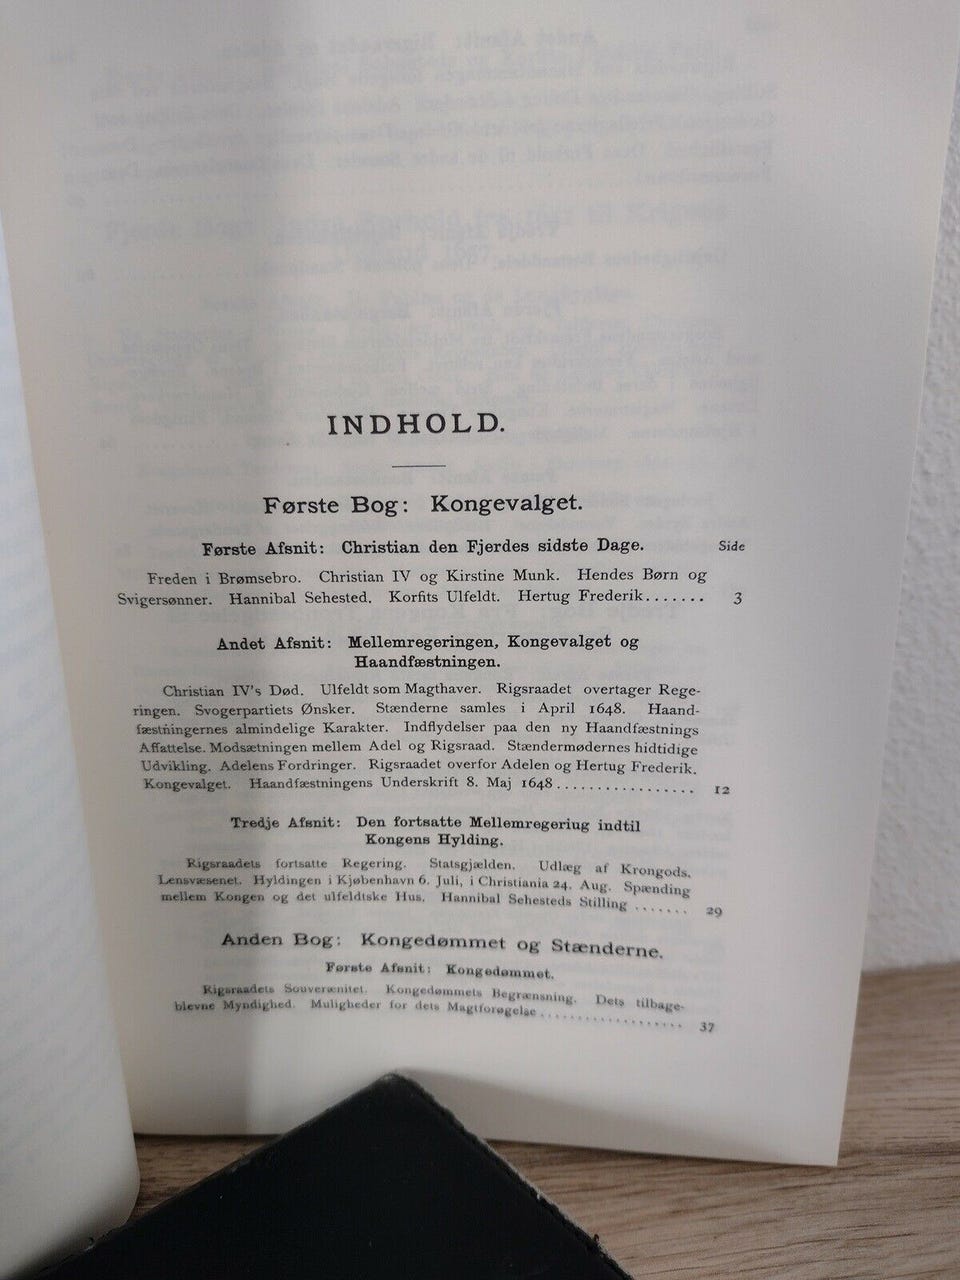 INDHOLD.
Første Bog: Kongevalget.
Første Afsnit: Christian den Fjerdes sidste Dage. Side
Freden i Brømsebro. Christian IV og Kirstine Munk. Hendes Børn og
Svigersønner. Hannibal Sehested. Korfits Ulfeldt. Hertug Frederik....... 3
Andet Afsnit: Mellemregeringen, Kongevalget og
Haandfæstningen.
Christian IV's Død. Ulfeldt som Magthaver. Rigsraadet overtager Rege-
ringen. Svogerpartiets Ønsker. Stænderne samles i April 1648. Haand-
fæstningernes almindelige Karakter. Indflydelser paa den ny Haandfæstnings
Affattelse. Modsætningen mellem Adel og Rigsraad. Stændermødernes hidtidige
Udvikling. Adelens Fordringer. Rigsraadet overfor Adelen og Hertug Frederik.
Kongevalget. Haandfæstningens Underskrift 8. Maj 1648................. 12
Tredje Afsnit: Den fortsatte Mellemregeriug indtil
Kongens Hylding.
Rigsraadets fortsatte Regering. Statsgjælden. Udlæg af Krongods.
Lensvæsenet. Hyldingen i Kjøbenhavn 6. Juli, i Christiania 24. Aug. Spænding
mellem Kongen og det ulfeldtske Hus. Hannibal Sehesteds Stilling ....... 29
Anden Bog: Kongedømmet og Stænderne.
Første Afsnit: Kongedømmet.
Rigsraadets Souverænitet. Kongedømmets Begrænsning. Dets tilbage-
blevne Myndighed. Muligheder for dets Magtforøgelse.................... 37